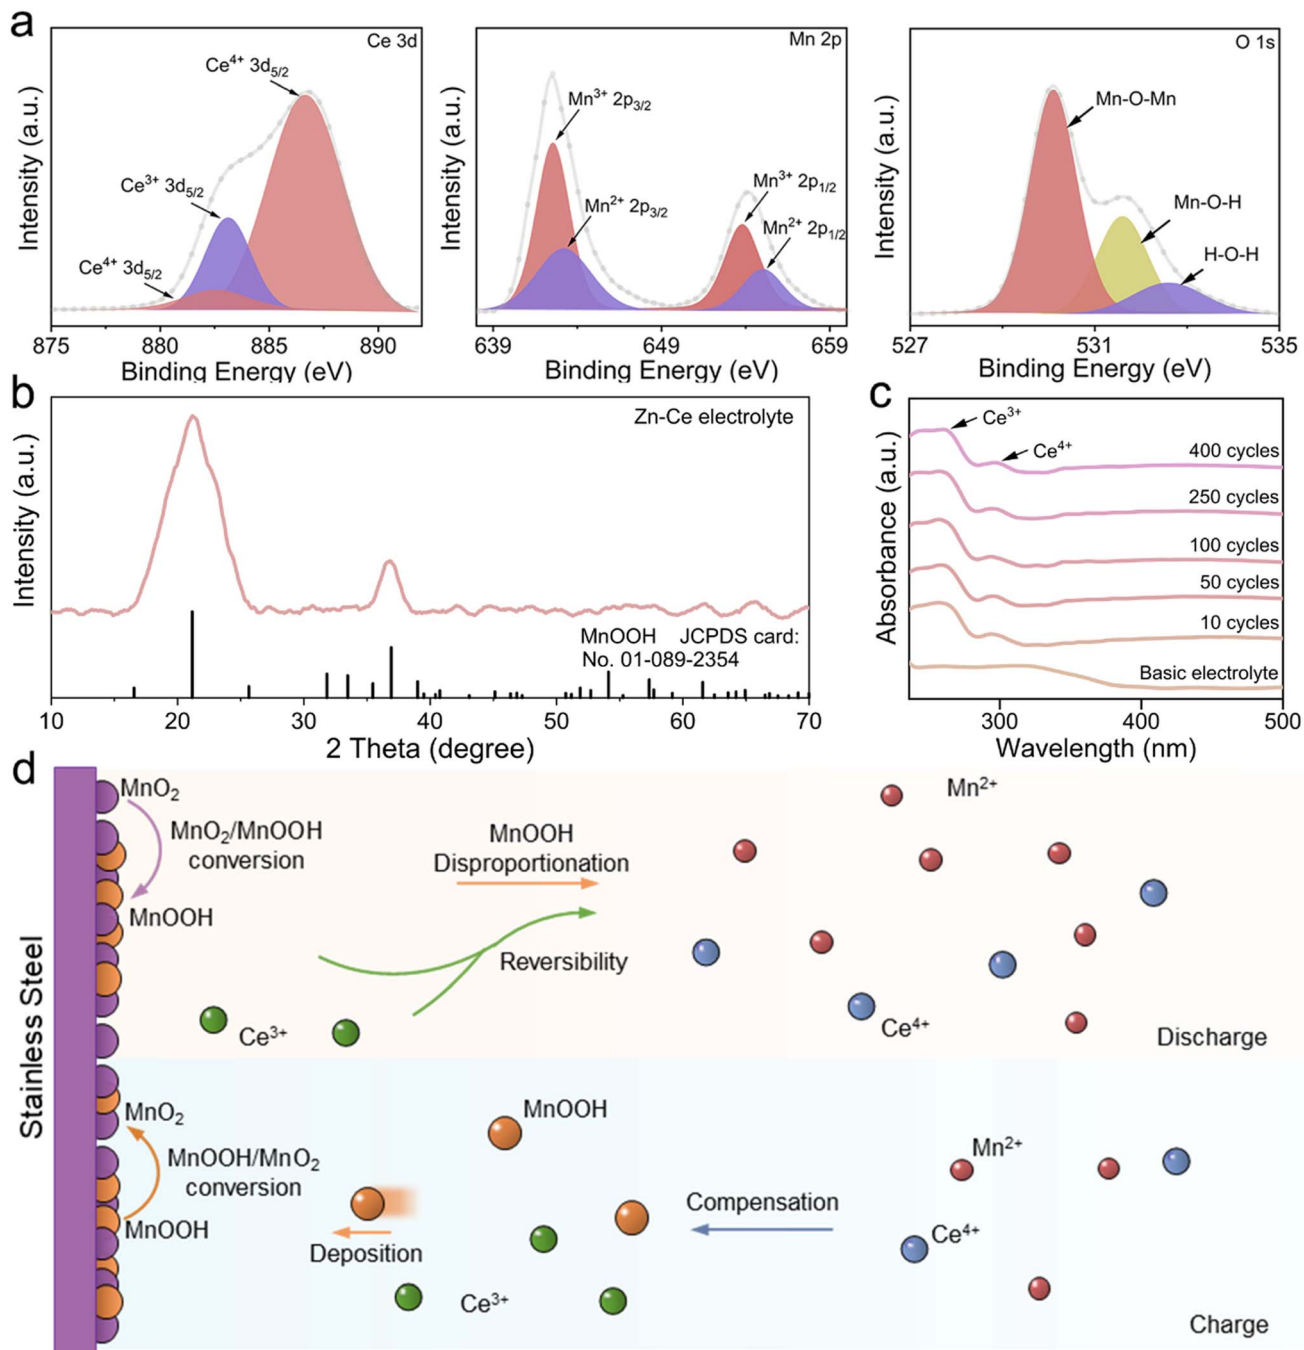 a
Ce 3d
Ce⁴⁺ 3d₅/₂
Ce³⁺ 3d₅/₂
Ce⁴⁺ 3d₅/₂
Intensity (a.u.)
875 880 885 890
Binding Energy (eV)
Mn 2p
Mn³⁺ 2p₃/₂
Mn²⁺ 2p₃/₂
Mn³⁺ 2p₁/₂
Mn²⁺ 2p₁/₂
Intensity (a.u.)
639 649 659
Binding Energy (eV)
O 1s
Mn-O-Mn
Mn-O-H
H-O-H
Intensity (a.u.)
527 531 535
Binding Energy (eV)
b
Zn-Ce electrolyte
Intensity (a.u.)
MnOOH JCPDS card:
No. 01-089-2354
10 20 30 40 50 60 70
2 Theta (degree)
c
Ce³⁺
Ce⁴⁺
400 cycles
250 cycles
100 cycles
50 cycles
10 cycles
Basic electrolyte
Absorbance (a.u.)
300 400 500
Wavelength (nm)
d
Stainless Steel
MnO₂
MnO₂/MnOOH
conversion
MnOOH
MnOOH
Disproportionation
Reversibility
Ce³⁺
Mn²⁺
Ce⁴⁺
Discharge
MnO₂
MnOOH/MnO₂
conversion
MnOOH
MnOOH
Deposition
Ce³⁺
Compensation
Mn²⁺
Ce⁴⁺
Charge